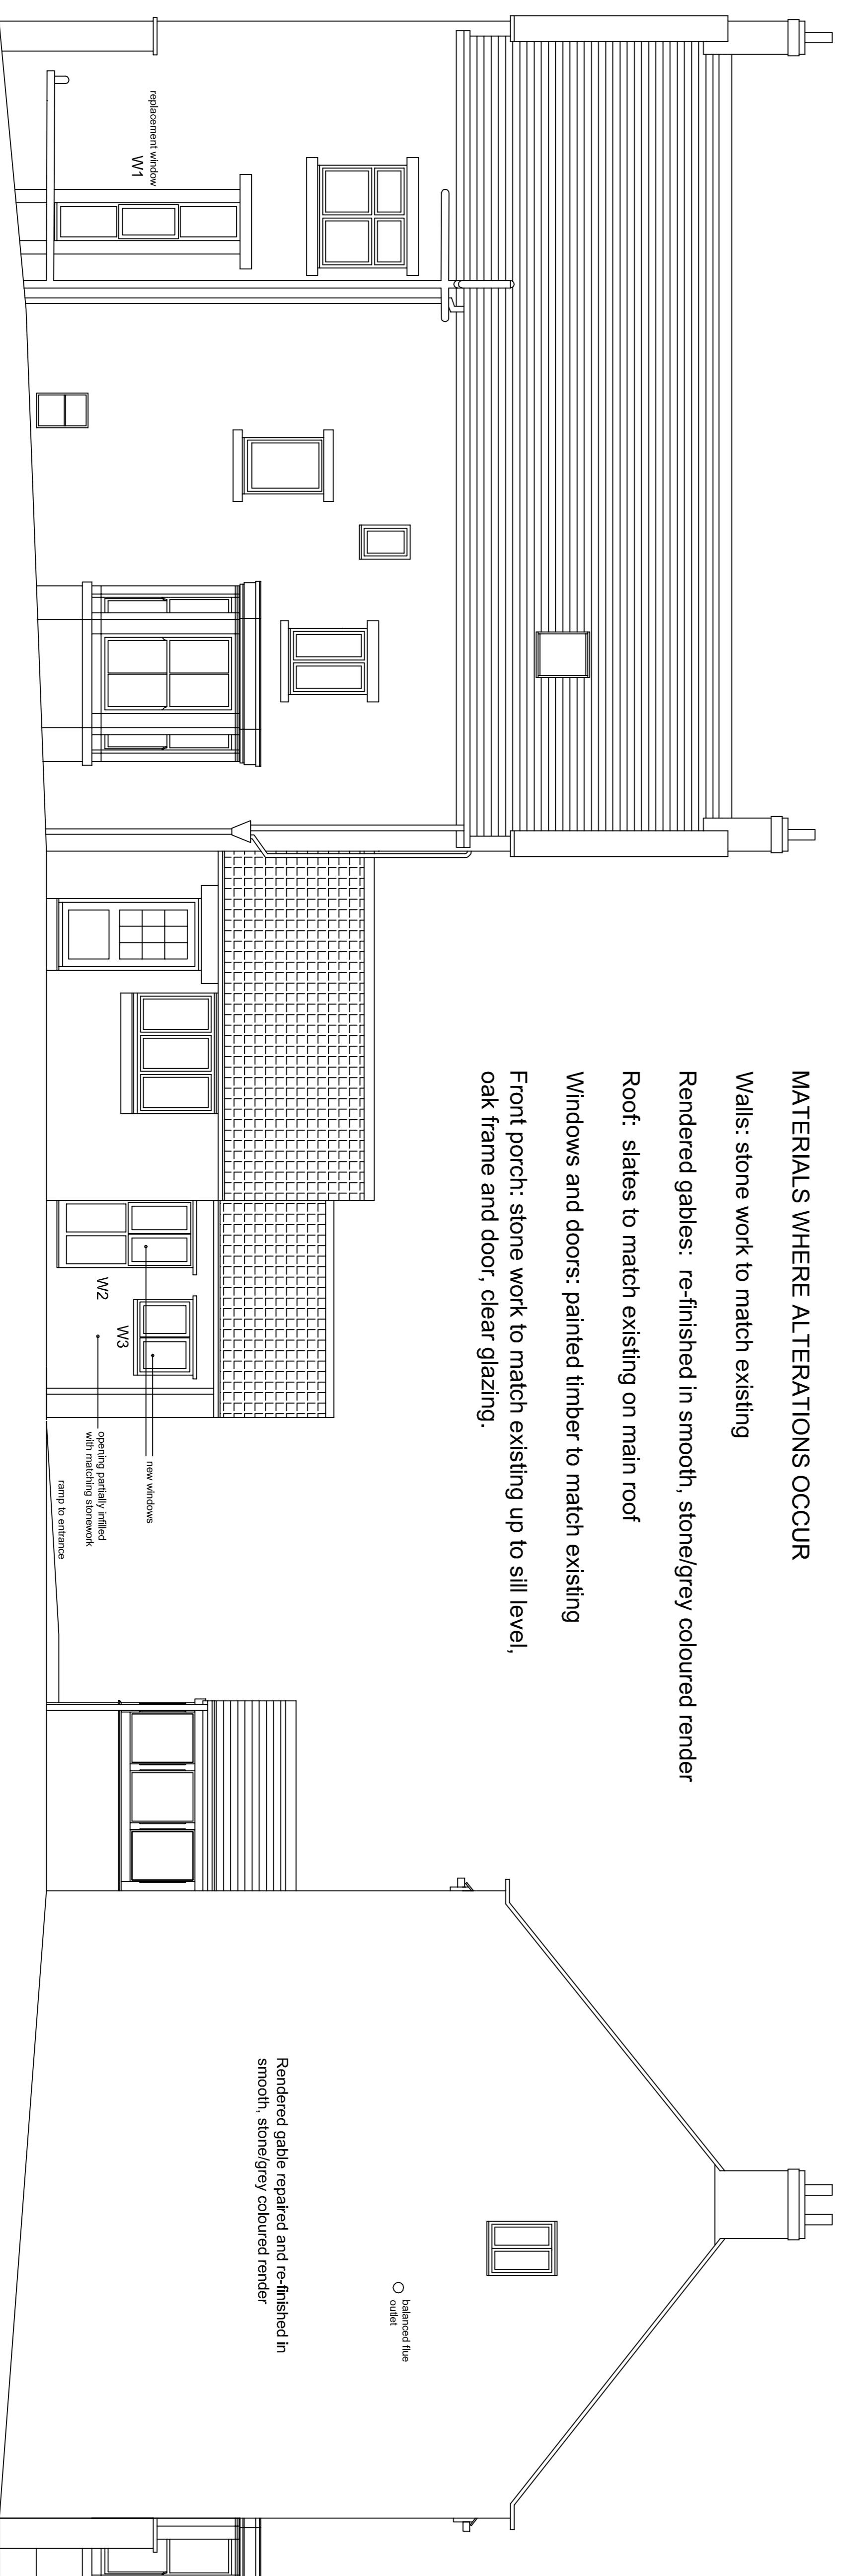 MATERIALS WHERE ALTERATIONS OCCUR
Walls: stone work to match existing
Rendered gables: re-finished in smooth, stone/grey coloured render
Roof: slates to match existing on main roof
Windows and doors: painted timber to match existing
Front porch: stone work to match existing up to sill level,
oak frame and door, clear glazing.
replacement window
W1
W2
W3
new windows
opening partially infilled
with matching stonework
ramp to entrance
balanced flue
outlet
Rendered gable repaired and re-finished in
smooth, stone/grey coloured render